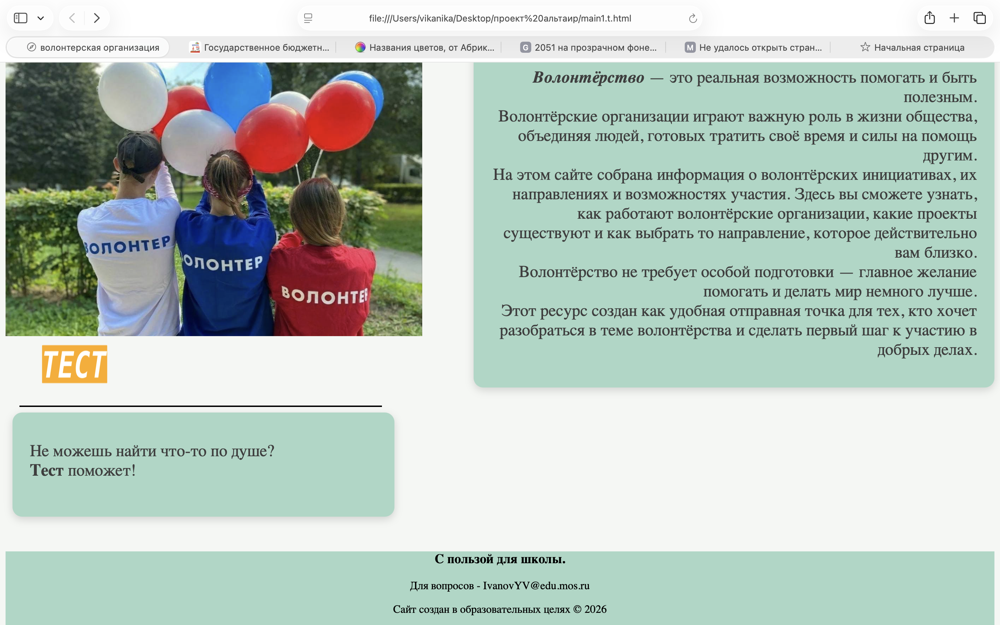 file:///Users/vikanika/Desktop/проект%20альтаир/main1.t.html
волонтерская организация
Государственное бюджетн...
Названия цветов, от Абрик...
G 2051 на прозрачном фоне...
M Не удалось открыть стран...
Начальная страница
ВОЛОНТЕР
ВОЛОНТЕР
ВОЛОНТЕР
Волонтёрство — это реальная возможность помогать и быть
полезным.
Волонтёрские организации играют важную роль в жизни общества,
объединяя людей, готовых тратить своё время и силы на помощь
другим.
На этом сайте собрана информация о волонтёрских инициативах, их
направлениях и возможностях участия. Здесь вы сможете узнать,
как работают волонтёрские организации, какие проекты
существуют и как выбрать то направление, которое действительно
вам близко.
Волонтёрство не требует особой подготовки — главное желание
помогать и делать мир немного лучше.
Этот ресурс создан как удобная отправная точка для тех, кто хочет
разобраться в теме волонтёрства и сделать первый шаг к участию в
добрых делах.
ТЕСТ
Не можешь найти что-то по душе?
Тест поможет!
С пользой для школы.
Для вопросов - IvanovYV@edu.mos.ru
Сайт создан в образовательных целях © 2026